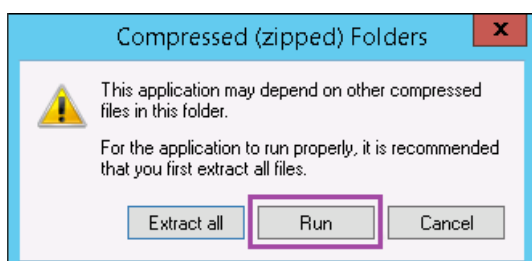 Compressed (zipped) Folders
x
This application may depend on other compressed
files in this folder.
For the application to run properly, it is recommended
that you first extract all files.
Extract all Run Cancel